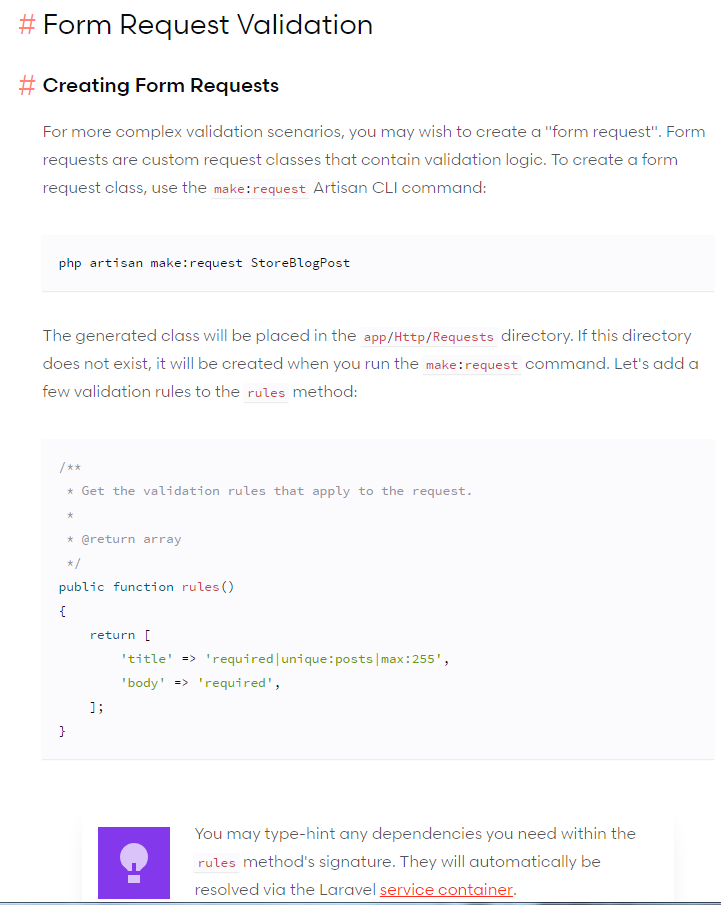 # Form Request Validation
# Creating Form Requests
For more complex validation scenarios, you may wish to create a "form request". Form
requests are custom request classes that contain validation logic. To create a form
request class, use the make:request Artisan CLI command:
php artisan make:request StoreBlogPost
The generated class will be placed in the app/Http/Requests directory. If this directory
does not exist, it will be created when you run the make:request command. Let's add a
few validation rules to the rules method:
/**
 * Get the validation rules that apply to the request.
 *
 * @return array
 */
public function rules()
{
    return [
        'title' => 'required|unique:posts|max:255',
        'body' => 'required',
    ];
}
You may type-hint any dependencies you need within the
rules method's signature. They will automatically be
resolved via the Laravel service container.